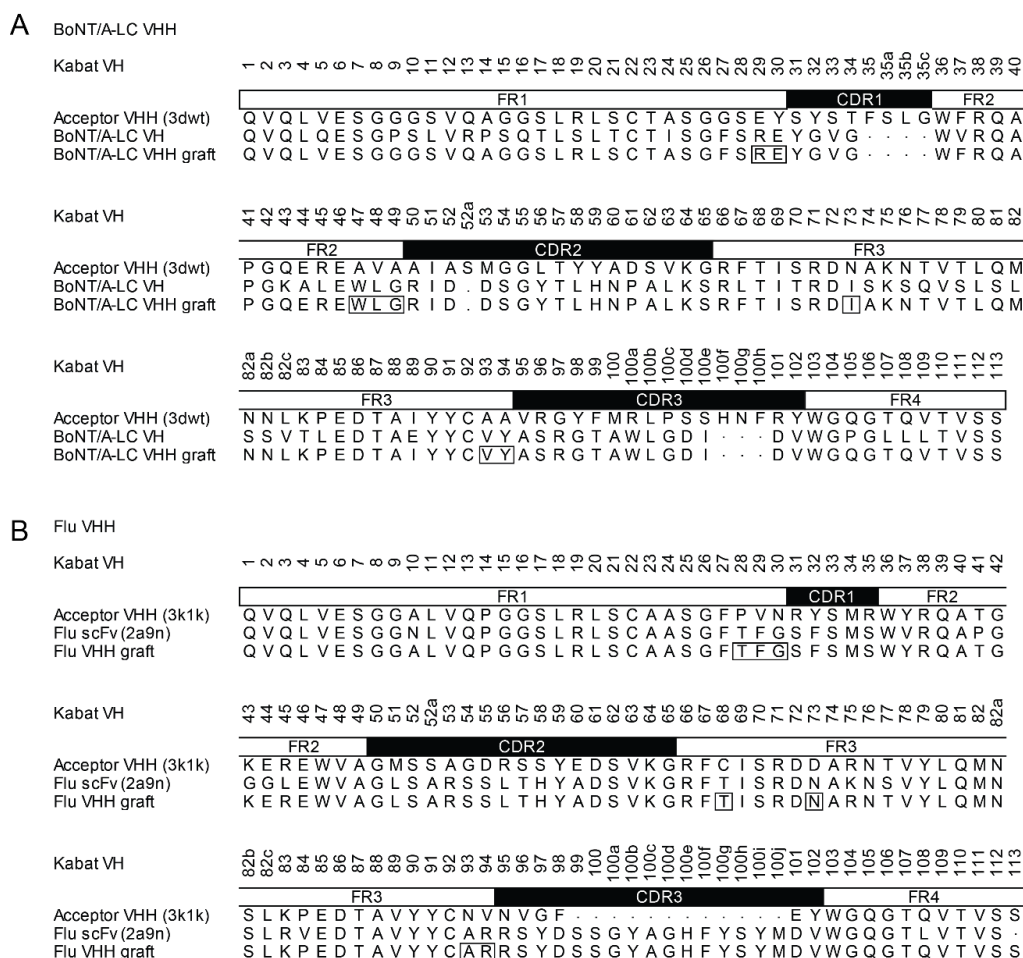 A
BoNT/A-LC VHH
Kabat VH 1 2 3 4 5 6 7 8 9 10 11 12 13 14 15 16 17 18 19 20 21 22 23 24 25 26 27 28 29 30 31 32 33 34 35 35a 35b 35c 36 37 38 39 40
FR1 CDR1 FR2
Acceptor VHH (3dwt) Q V Q L V E S G G G S V Q A G G S L R L S C T A S G G S E Y S Y S T F S L G W F R Q A
BoNT/A-LC VH Q V Q L Q E S G P S L V R P S Q T L S L T C T I S G F S R E Y G V G · · · · W V R Q A
BoNT/A-LC VHH graft Q V Q L V E S G G G S V Q A G G S L R L S C T A S G F S R E Y G V G · · · · W F R Q A
Kabat VH 41 42 43 44 45 46 47 48 49 50 51 52 52a 53 54 55 56 57 58 59 60 61 62 63 64 65 66 67 68 69 70 71 72 73 74 75 76 77 78 79 80 81 82
FR2 CDR2 FR3
Acceptor VHH (3dwt) P G Q E R E A V A A I A S M G G L T Y Y A D S V K G R F T I S R D N A K N T V T L Q M
BoNT/A-LC VH P G K A L E W L G R I D . D S G Y T L H N P A L K S R L T I T R D I S K S Q V S L S L
BoNT/A-LC VHH graft P G Q E R E W L G R I D . D S G Y T L H N P A L K S R F T I S R D I A K N T V T L Q M
Kabat VH 82a 82b 82c 83 84 85 86 87 88 89 90 91 92 93 94 95 96 97 98 99 100 100a 100b 100c 100d 100e 100f 100g 100h 101 102 103 104 105 106 107 108 109 110 111 112 113
FR3 CDR3 FR4
Acceptor VHH (3dwt) N N L K P E D T A I Y Y C A A V R G Y F M R L P S S H N F R Y W G Q G T Q V T V S S
BoNT/A-LC VH S S V T L E D T A E Y Y C V Y A S R G T A W L G D I · · · D V W G P G L L L T V S S
BoNT/A-LC VHH graft N N L K P E D T A I Y Y C V Y A S R G T A W L G D I · · · D V W G Q G T Q V T V S S
B
Flu VHH
Kabat VH 1 2 3 4 5 6 7 8 9 10 11 12 13 14 15 16 17 18 19 20 21 22 23 24 25 26 27 28 29 30 31 32 33 34 35 36 37 38 39 40 41 42
FR1 CDR1 FR2
Acceptor VHH (3k1k) Q V Q L V E S G G A L V Q P G G S L R L S C A A S G F P V N R Y S M R W Y R Q A T G
Flu scFv (2a9n) Q V Q L V E S G G N L V Q P G G S L R L S C A A S G F T F G S F S M S W V R Q A P G
Flu VHH graft Q V Q L V E S G G A L V Q P G G S L R L S C A A S G F T F G S F S M S W Y R Q A T G
Kabat VH 43 44 45 46 47 48 49 50 51 52 52a 53 54 55 56 57 58 59 60 61 62 63 64 65 66 67 68 69 70 71 72 73 74 75 76 77 78 79 80 81 82 82a
FR2 CDR2 FR3
Acceptor VHH (3k1k) K E R E W V A G M S S A G D R S S Y E D S V K G R F C I S R D D A R N T V Y L Q M N
Flu scFv (2a9n) G G L E W V A G L S A R S S L T H Y A D S V K G R F T I S R D N A K N S V Y L Q M N
Flu VHH graft K E R E W V A G L S A R S S L T H Y A D S V K G R F T I S R D N A R N T V Y L Q M N
Kabat VH 82b 82c 83 84 85 86 87 88 89 90 91 92 93 94 95 96 97 98 99 100 100a 100b 100c 100d 100e 100f 100g 100h 100i 100j 101 102 103 104 105 106 107 108 109 110 111 112 113
FR3 CDR3 FR4
Acceptor VHH (3k1k) S L K P E D T A V Y Y C N V N V G F · · · · · · · · · · · · E Y W G Q G T Q V T V S S
Flu scFv (2a9n) S L R V E D T A V Y Y C A R R S Y D S S G Y A G H F Y S Y M D V W G Q G T L V T V S ·
Flu VHH graft S L K P E D T A V Y Y C A R R S Y D S S G Y A G H F Y S Y M D V W G Q G T Q V T V S S